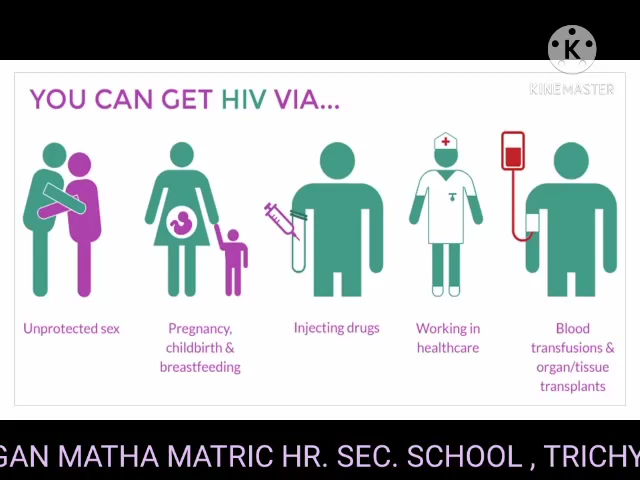 K
KINEMASTER
YOU CAN GET HIV VIA...
Unprotected sex
Pregnancy,
childbirth &
breastfeeding
Injecting drugs
Working in
healthcare
Blood
transfusions &
organ/tissue
transplants
GAN MATHA MATRIC HR. SEC. SCHOOL , TRICHY